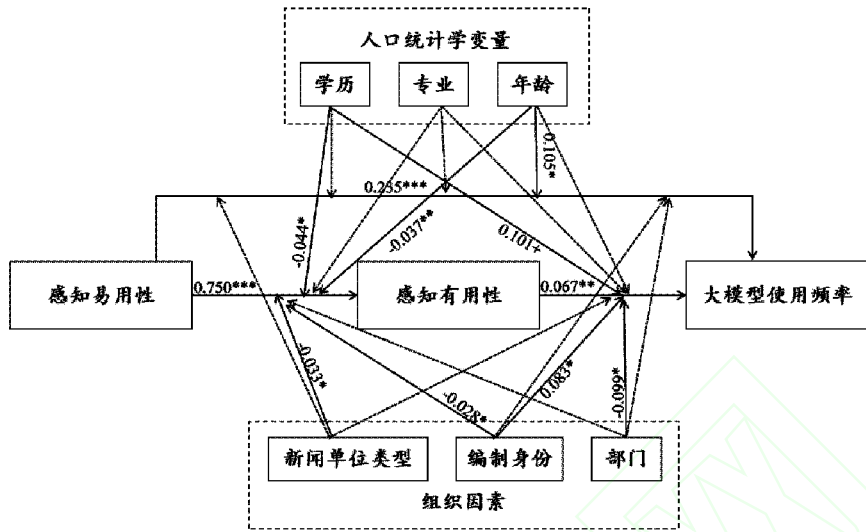 人口统计学变量
学历 专业 年龄
0.105*
0.235***
-0.044*
-0.037**
0.101+
感知易用性 0.750*** 感知有用性 0.067** 大模型使用频率
-0.033*
-0.028*
0.083*
-0.099*
新闻单位类型 编制身份 部门
组织因素